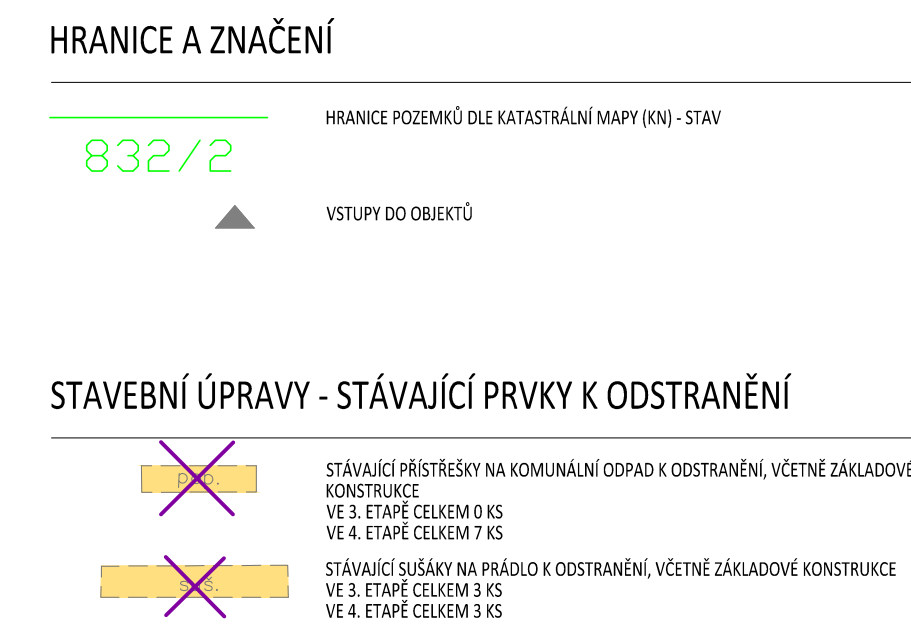 HRANICE A ZNAČENÍ
HRANICE POZEMKŮ DLE KATASTRÁLNÍ MAPY (KN) - STAV
832/2
VSTUPY DO OBJEKTŮ
STAVEBNÍ ÚPRAVY - STÁVAJÍCÍ PRVKY K ODSTRANĚNÍ
STÁVAJÍCÍ PŘÍSTŘEŠKY NA KOMUNÁLNÍ ODPAD K ODSTRANĚNÍ, VČETNĚ ZÁKLADOVÉ
KONSTRUKCE
VE 3. ETAPĚ CELKEM 0 KS
VE 4. ETAPĚ CELKEM 7 KS
STÁVAJÍCÍ SUŠÁKY NA PRÁDLO K ODSTRANĚNÍ, VČETNĚ ZÁKLADOVÉ KONSTRUKCE
VE 3. ETAPĚ CELKEM 3 KS
VE 4. ETAPĚ CELKEM 3 KS